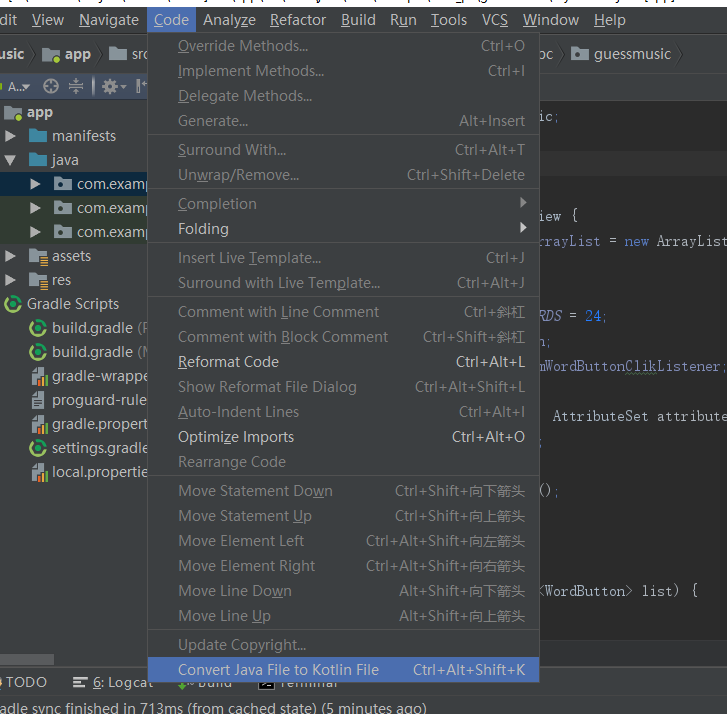 dit View Navigate Code Analyze Refactor Build Run Tools VCS Window Help
usic app src oc guessmusic
A..
app
manifests
java
com.examp
com.examp
com.examp
assets
res
Gradle Scripts
build.gradle (P
build.gradle (M
gradle-wrappe
proguard-rule
gradle.propert
settings.gradle
local.propertie
Override Methods... Ctrl+O
Implement Methods... Ctrl+I
Delegate Methods...
Generate... Alt+Insert
Surround With... Ctrl+Alt+T
Unwrap/Remove... Ctrl+Shift+Delete
Completion
Folding
Insert Live Template... Ctrl+J
Surround with Live Template... Ctrl+Alt+J
Comment with Line Comment Ctrl+斜杠
Comment with Block Comment Ctrl+Shift+斜杠
Reformat Code Ctrl+Alt+L
Show Reformat File Dialog Ctrl+Alt+Shift+L
Auto-Indent Lines Ctrl+Alt+I
Optimize Imports Ctrl+Alt+O
Rearrange Code
Move Statement Down Ctrl+Shift+向下箭头
Move Statement Up Ctrl+Shift+向上箭头
Move Element Left Ctrl+Alt+Shift+向左箭头
Move Element Right Ctrl+Alt+Shift+向右箭头
Move Line Down Alt+Shift+向下箭头
Move Line Up Alt+Shift+向上箭头
Update Copyright...
Convert Java File to Kotlin File Ctrl+Alt+Shift+K
ic;
iew {
rrayList = new ArrayList
RDS = 24;
n;
nWordButtonClikListener;
AttributeSet attribute
;
();
<WordButton> list) {
TODO 6: Logcat Build Terminal
adle sync finished in 713ms (from cached state) (5 minutes ago)